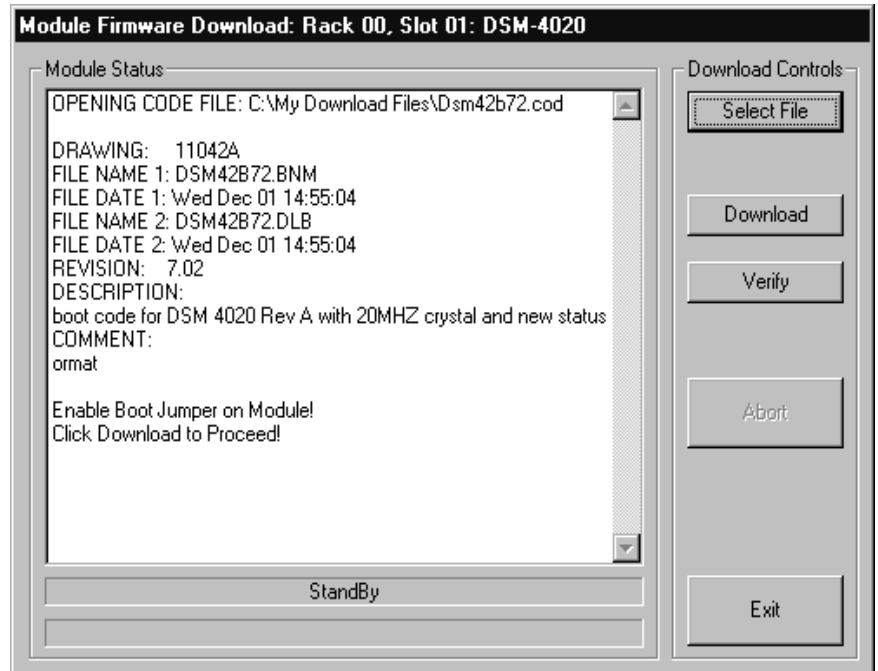 Module Firmware Download: Rack 00, Slot 01: DSM-4020
Module Status
OPENING CODE FILE: C:\My Download Files\Dsm42b72.cod
DRAWING: 11042A
FILE NAME 1: DSM42B72.BNM
FILE DATE 1: Wed Dec 01 14:55:04
FILE NAME 2: DSM42B72.DLB
FILE DATE 2: Wed Dec 01 14:55:04
REVISION: 7.02
DESCRIPTION:
boot code for DSM 4020 Rev A with 20MHZ crystal and new status
COMMENT:
ormat
Enable Boot Jumper on Module!
Click Download to Proceed!
StandBy
Download Controls
Select File
Download
Verify
Abort
Exit